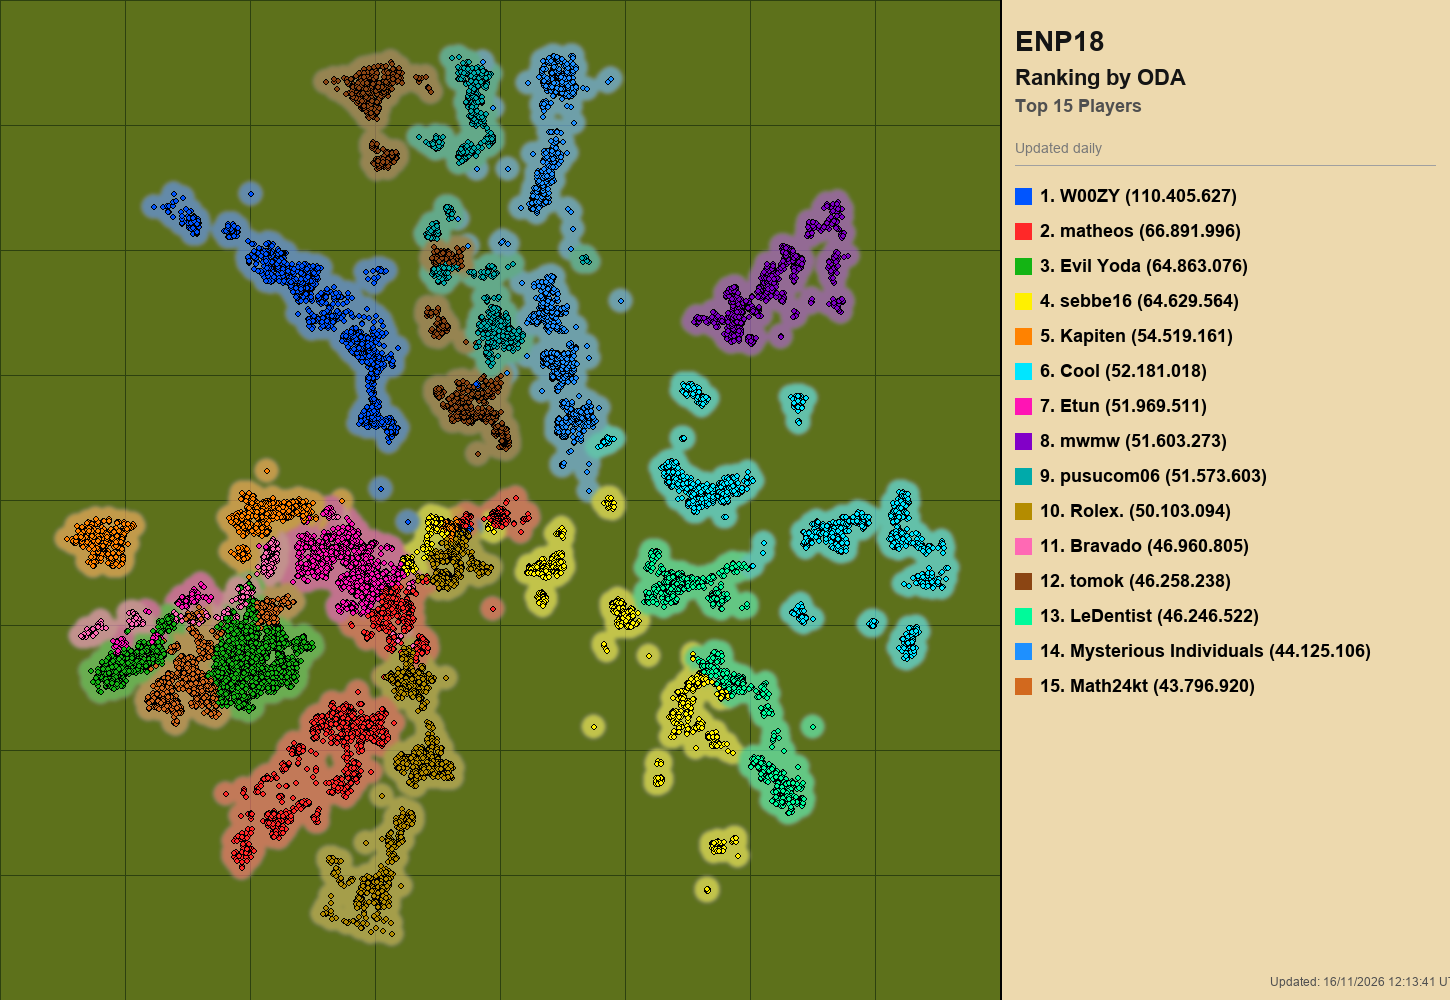 ENP18
Ranking by ODA
Top 15 Players
Updated daily
1. W00ZY (110.405.627)
2. matheos (66.891.996)
3. Evil Yoda (64.863.076)
4. sebbe16 (64.629.564)
5. Kapiten (54.519.161)
6. Cool (52.181.018)
7. Etun (51.969.511)
8. mwmw (51.603.273)
9. pusucom06 (51.573.603)
10. Rolex. (50.103.094)
11. Bravado (46.960.805)
12. tomok (46.258.238)
13. LeDentist (46.246.522)
14. Mysterious Individuals (44.125.106)
15. Math24kt (43.796.920)
Updated: 16/11/2026 12:13:41 U